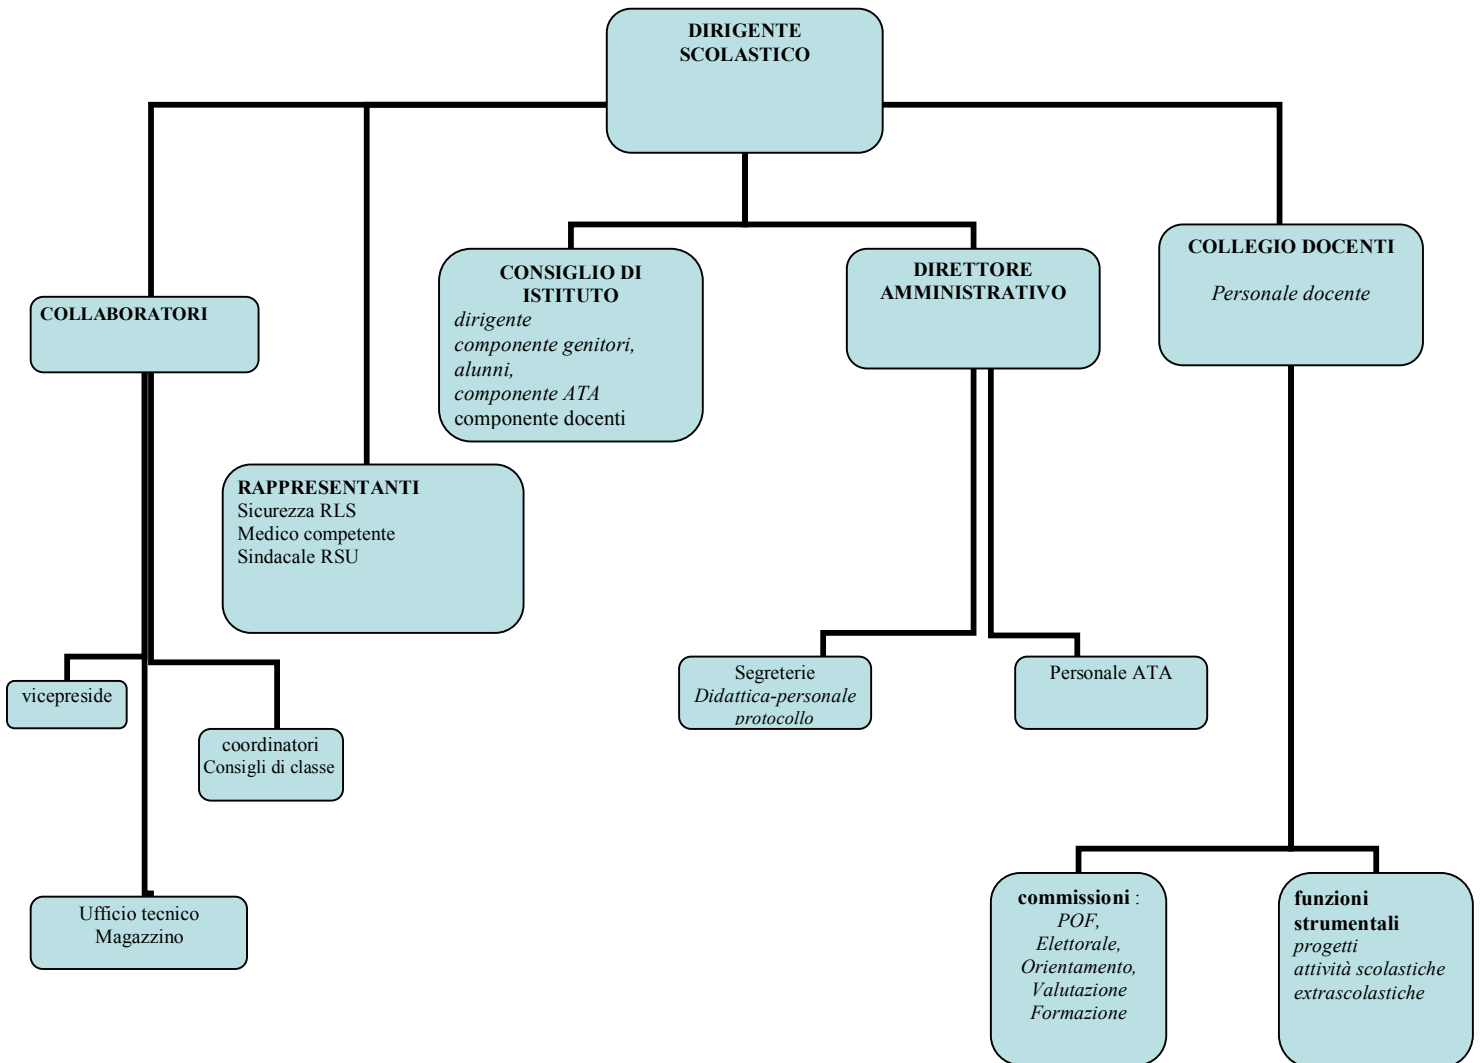 DIRIGENTE
SCOLASTICO
CONSIGLIO DI
ISTITUTO
dirigente
componente genitori,
alunni,
componente ATA
componente docenti
DIRETTORE
AMMINISTRATIVO
COLLEGIO DOCENTI
Personale docente
COLLABORATORI
RAPPRESENTANTI
Sicurezza RLS
Medico competente
Sindacale RSU
vicepreside
coordinatori
Consigli di classe
Segreterie
Didattica-personale
protocollo
Personale ATA
Ufficio tecnico
Magazzino
commissioni :
POF,
Elettorale,
Orientamento,
Valutazione
Formazione
funzioni
strumentali
progetti
attività scolastiche
extrascolastiche